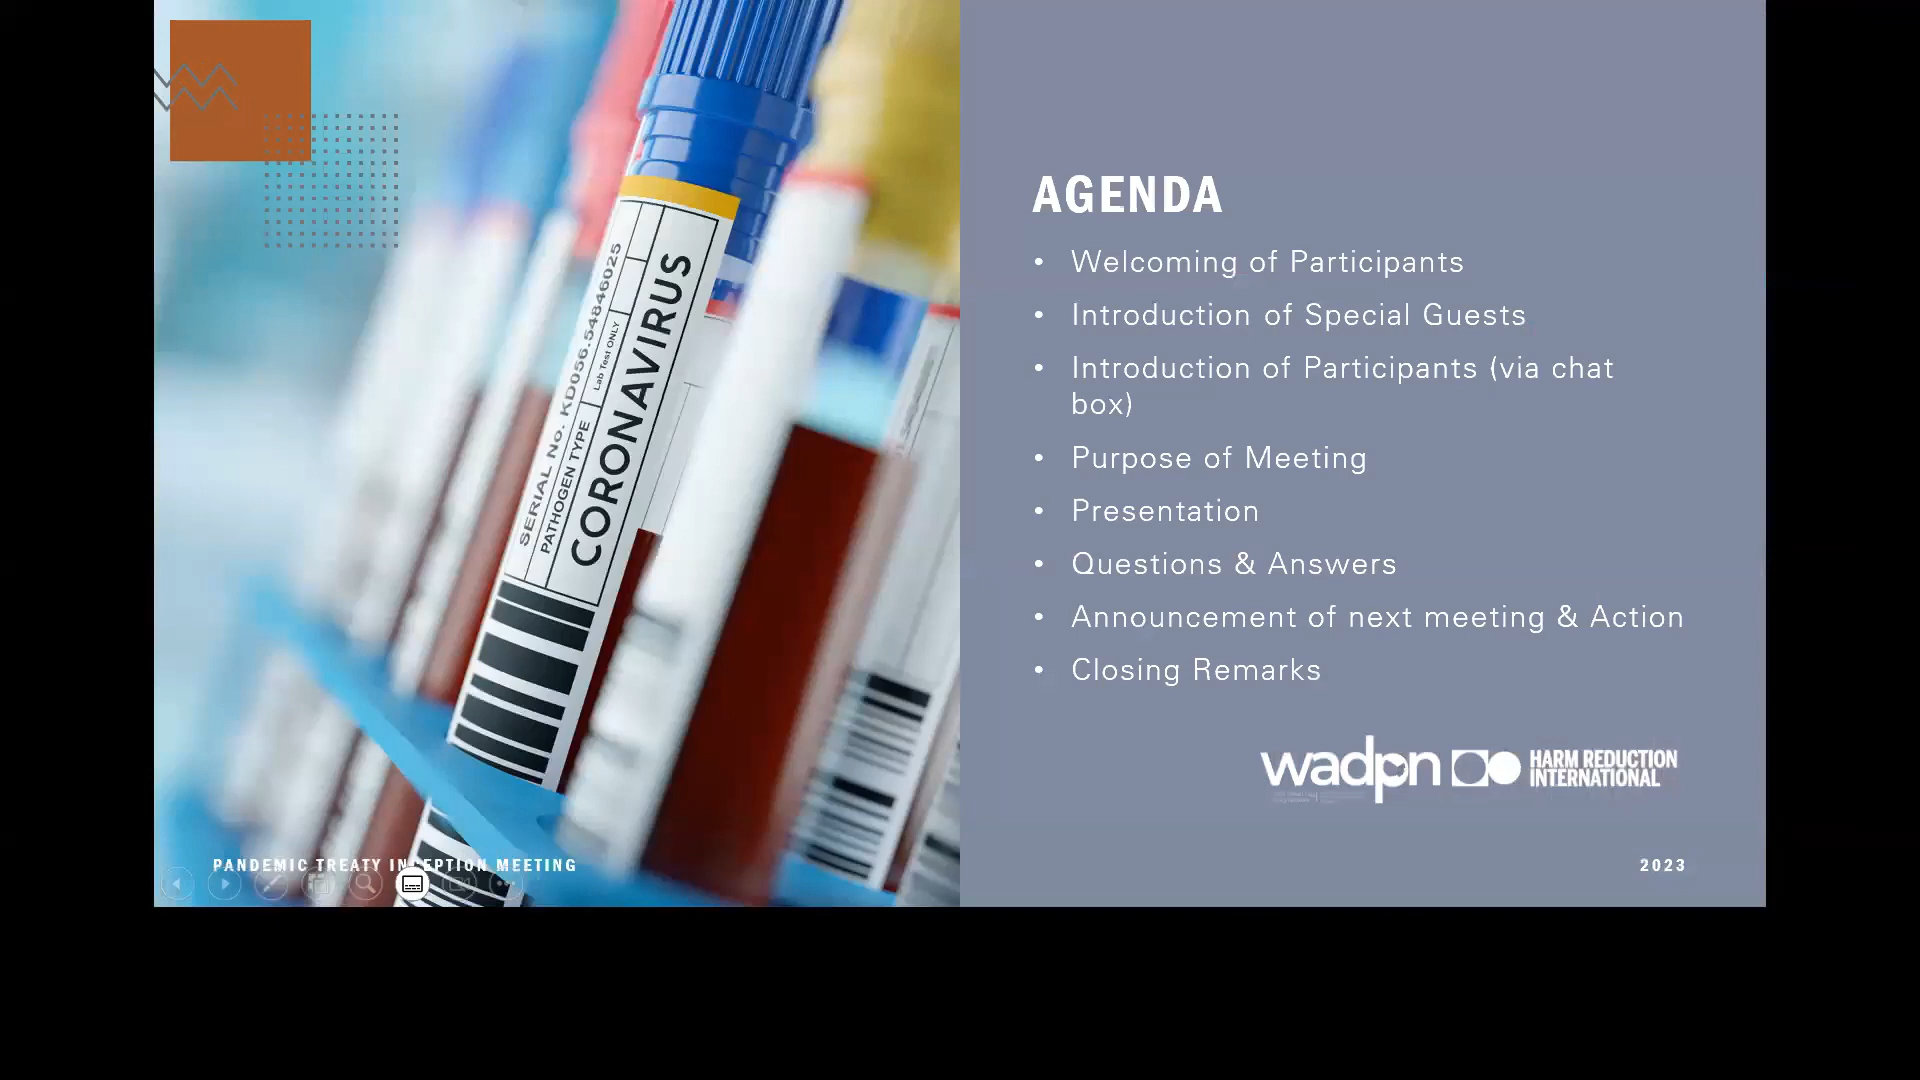 AGENDA
• Welcoming of Participants
• Introduction of Special Guests
• Introduction of Participants (via chat
box)
• Purpose of Meeting
• Presentation
• Questions & Answers
• Announcement of next meeting & Action
• Closing Remarks
wadpn
HARM REDUCTION
INTERNATIONAL
PANDEMIC TREATY INCEPTION MEETING
2023
SERIAL No. KD056.54846025
PATHOGEN TYPE
Lab Test ONLY
CORONAVIRUS